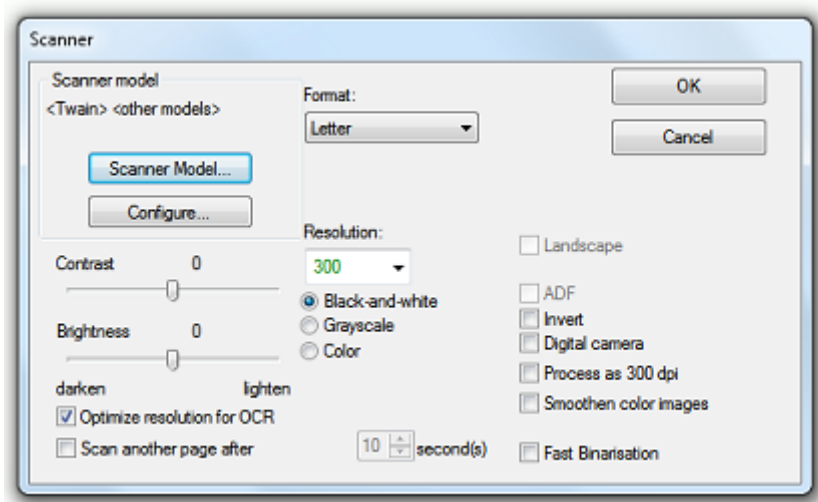 Scanner
Scanner model
<Twain> <other models>
Scanner Model...
Configure...
Format:
Letter
OK
Cancel
Resolution:
300
Black-and-white
Grayscale
Color
Contrast 0
Brightness 0
darken lighten
Optimize resolution for OCR
Scan another page after 10 second(s)
Landscape
ADF
Invert
Digital camera
Process as 300 dpi
Smoothen color images
Fast Binarisation